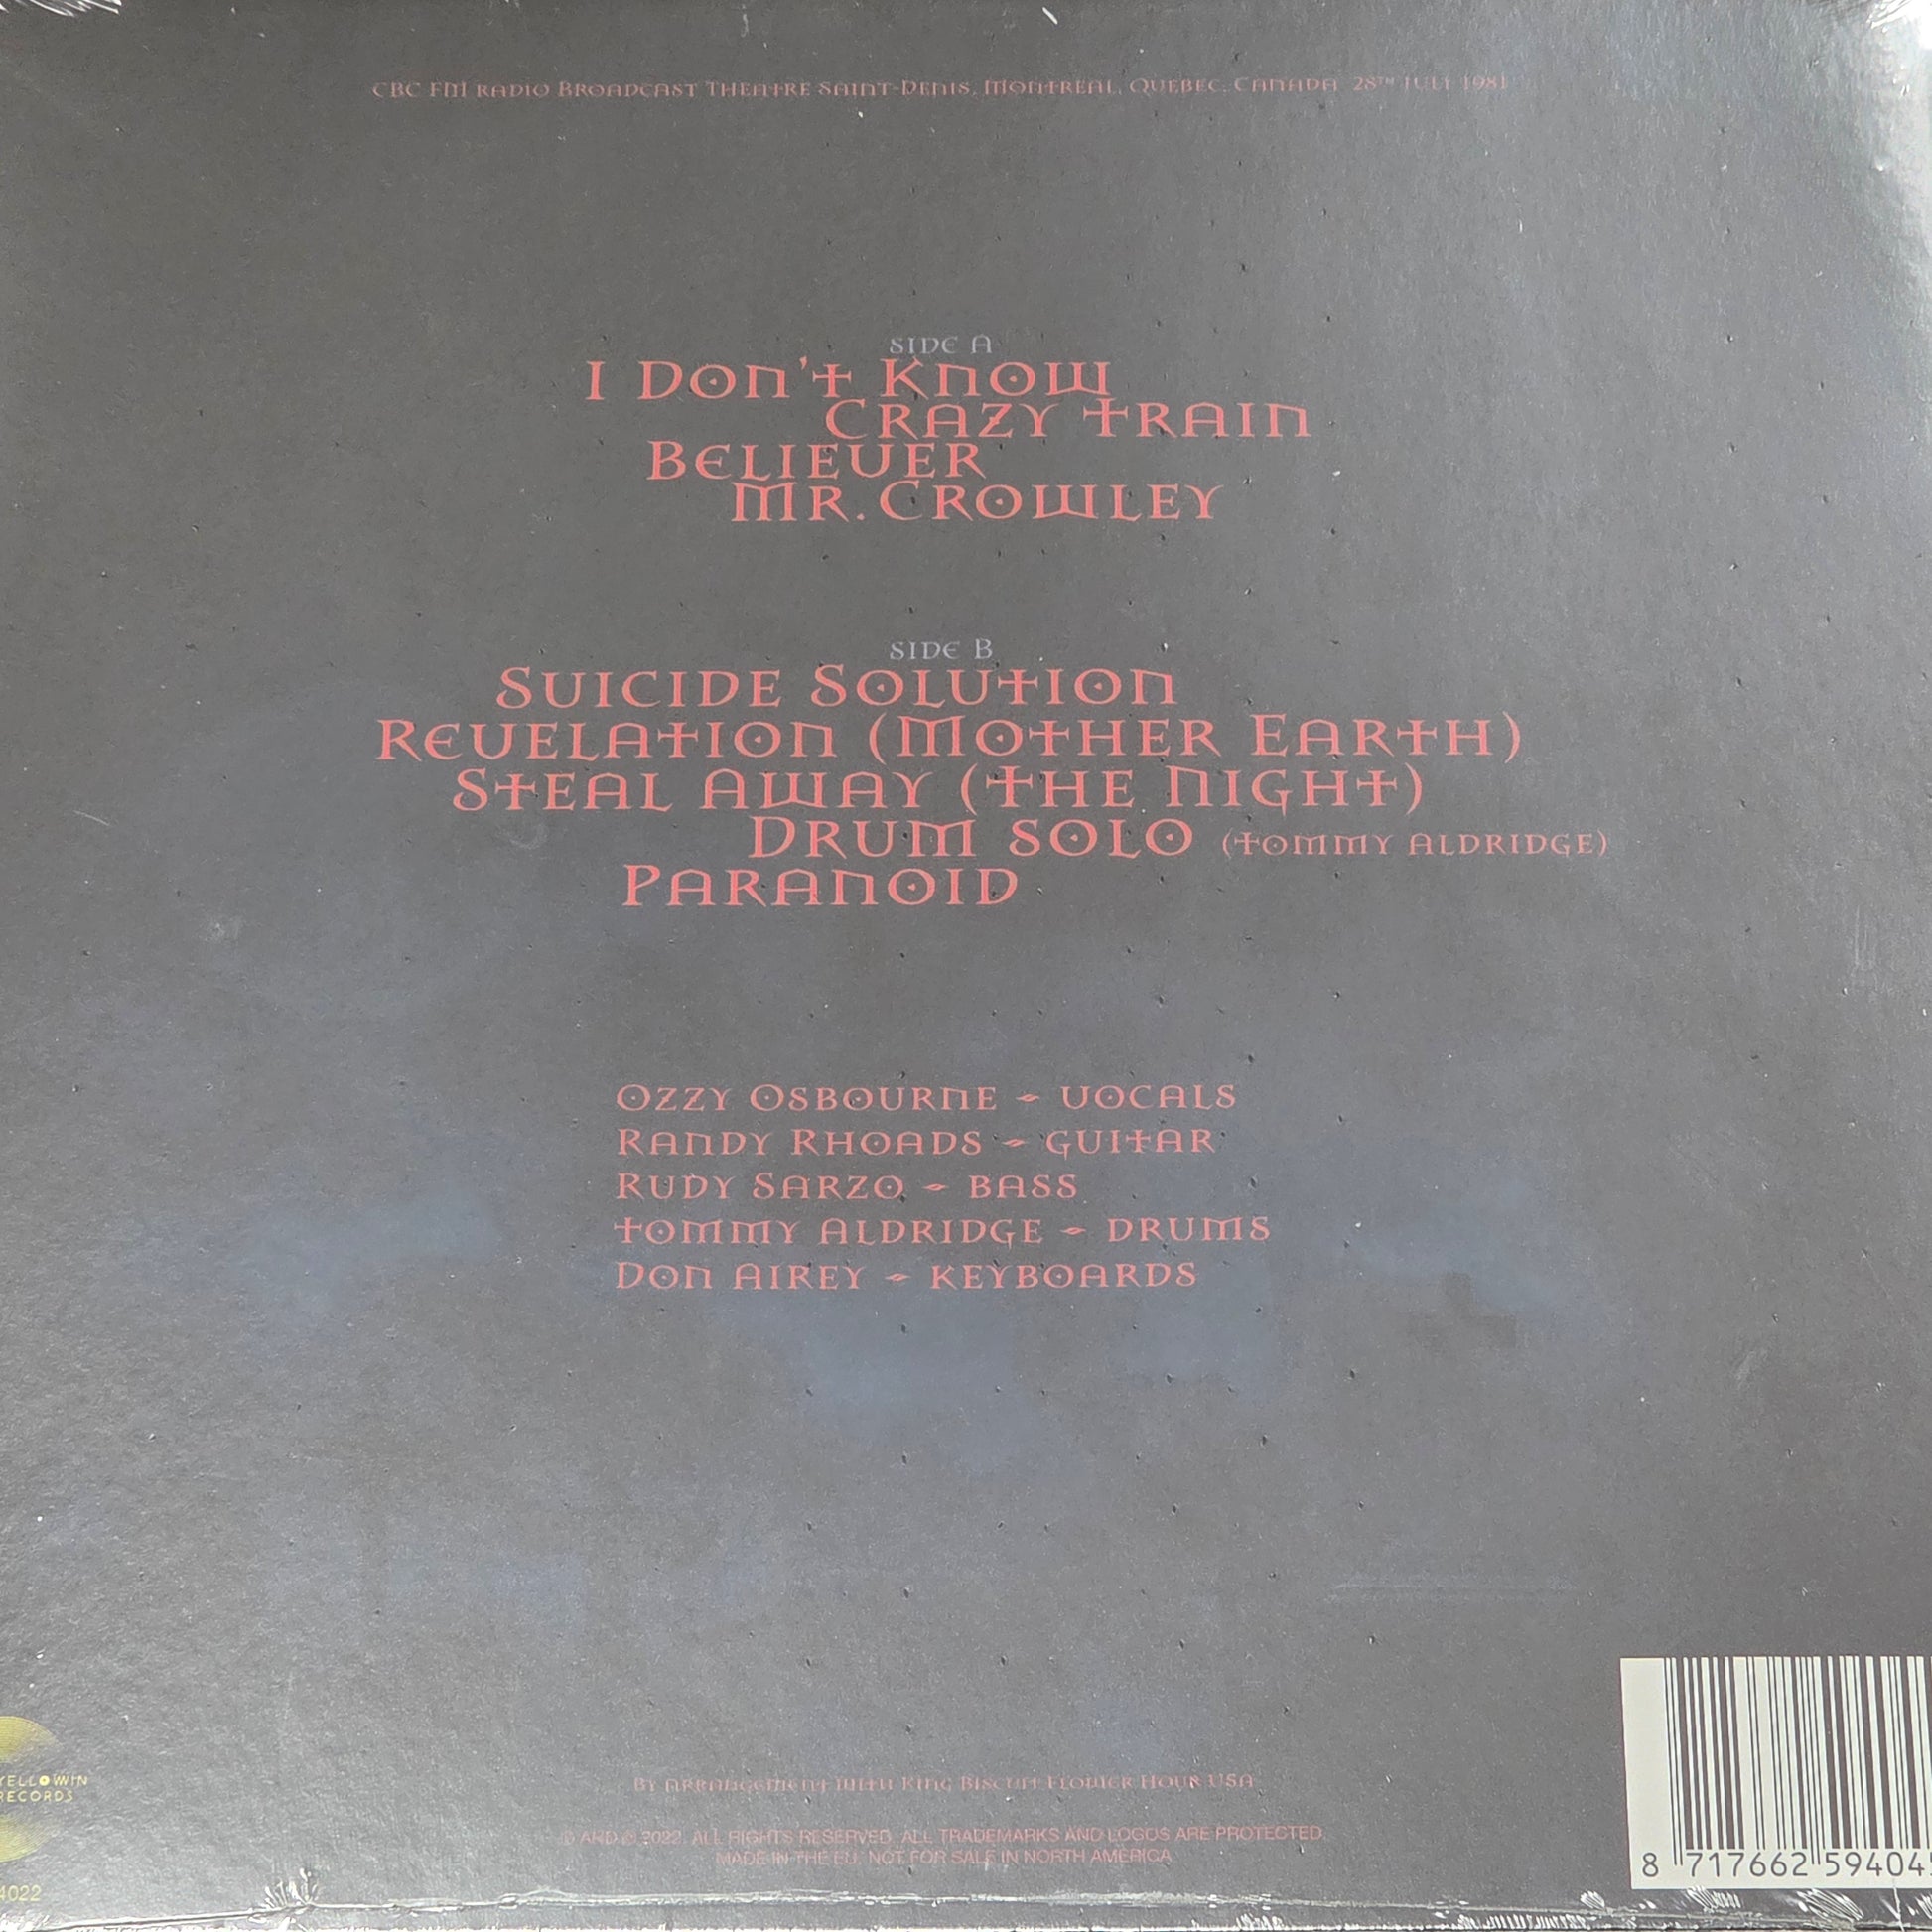 CBC FM radio Broadcast Theatre Saint-Denis, Montreal, Quebec, Canada 28TH July 1981
SIDE A
I Don't Know
Crazy Train
Believer
Mr. Crowley
SIDE B
Suicide Solution
Revelation (Mother Earth)
Steal Away (The Night)
Drum Solo (Tommy Aldridge)
Paranoid
Ozzy Osbourne - vocals
Randy Rhoads - guitar
Rudy Sarzo - bass
Tommy Aldridge - drums
Don Airey - keyboards
By arrangement with King Biscuit Flower Hour USA
℗ AND © 2022. ALL RIGHTS RESERVED. ALL TRADEMARKS AND LOGOS ARE PROTECTED.
MADE IN THE EU. NOT FOR SALE IN NORTH AMERICA
YELLOWIN
RECORDS
4022
8 717662 59404